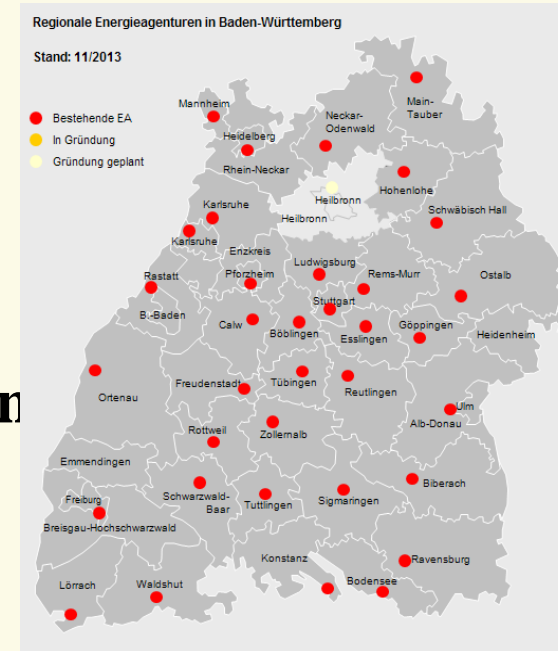 Regionale Energieagenturen in Baden-Württemberg
Stand: 11/2013
Bestehende EA
In Gründung
Gründung geplant
Main-
Tauber
Mannheim
Neckar-
Odenwald
Heidelberg
Rhein-Neckar
Hohenlohe
Heilbronn
Heilbronn
Karlsruhe
Schwäbisch Hall
Karlsruhe
Enzkreis
Ludwigsburg
Pforzheim
Rems-Murr
Ostalb
Rastatt
Stuttgart
B.-Baden
Calw
Böblingen
Esslingen
Göppingen
Heidenheim
Freudenstadt
Tübingen
Reutlingen
Ortenau
n
Ulm
Alb-Donau
Rottweil
Zollernalb
Emmendingen
Biberach
Freiburg
Schwarzwald-
Baar
Tuttlingen
Sigmaringen
Breisgau-Hochschwarzwald
Konstanz
Ravensburg
Lörrach
Waldshut
Bodensee